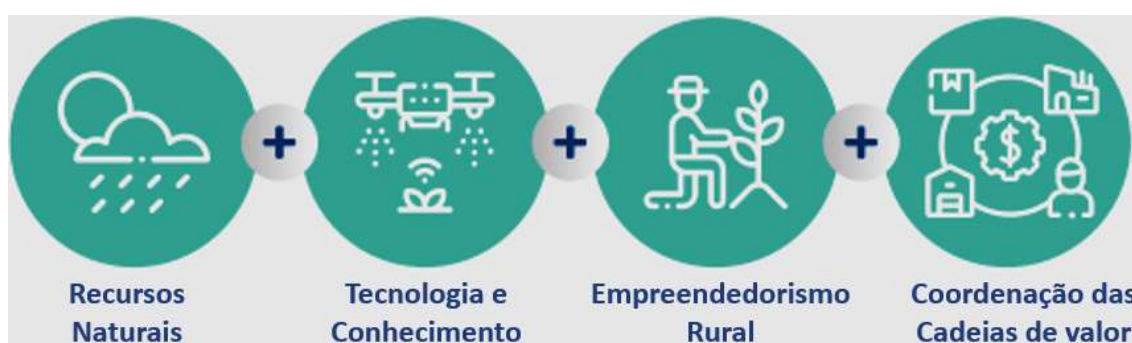 Recursos
Naturais
Tecnologia e
Conhecimento
Empreendedorismo
Rural
Coordenação das
Cadeias de valor